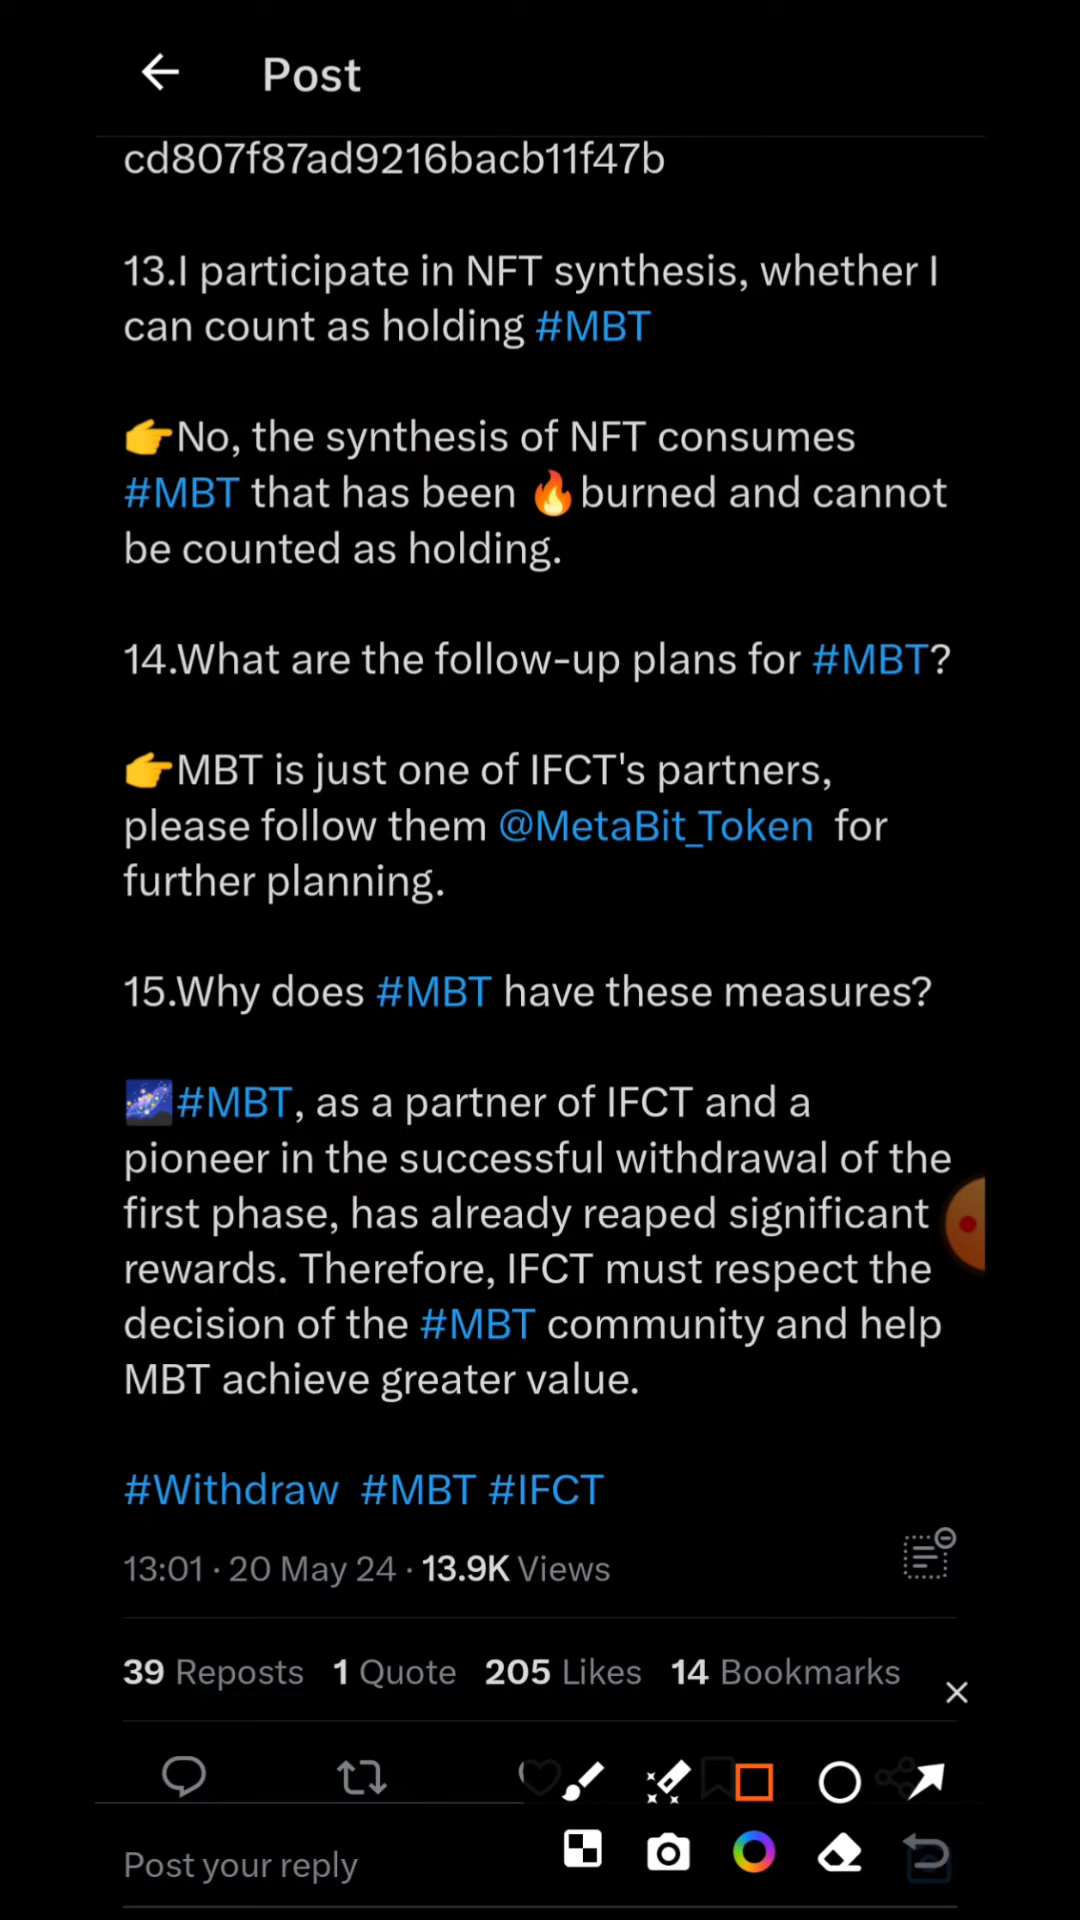 Post
cd807f87ad9216bacb11f47b
13.I participate in NFT synthesis, whether I
can count as holding #MBT
👉No, the synthesis of NFT consumes
#MBT that has been 🔥burned and cannot
be counted as holding.
14.What are the follow-up plans for #MBT?
👉MBT is just one of IFCT's partners,
please follow them @MetaBit_Token for
further planning.
15.Why does #MBT have these measures?
🌌#MBT, as a partner of IFCT and a
pioneer in the successful withdrawal of the
first phase, has already reaped significant
rewards. Therefore, IFCT must respect the
decision of the #MBT community and help
MBT achieve greater value.
#Withdraw #MBT #IFCT
13:01 · 20 May 24 · 13.9K Views
39 Reposts 1 Quote 205 Likes 14 Bookmarks
Post your reply